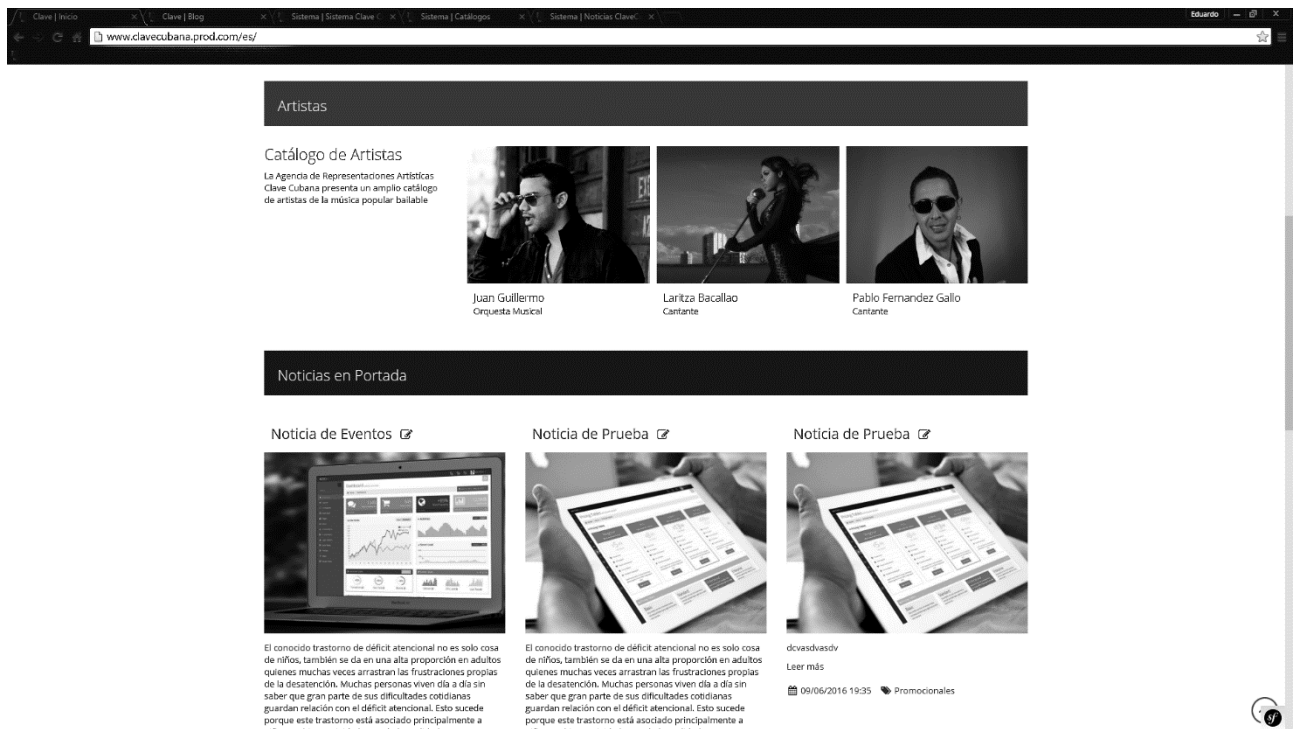 Clave | Inicio
Clave | Blog
Sistema | Sistema Clave C
Sistema | Catálogos
Sistema | Noticias ClaveC
Eduardo
www.clavecubana.prod.com/es/
Artistas
Catálogo de Artistas
La Agencia de Representaciones Artísticas
Clave Cubana presenta un amplio catálogo
de artistas de la música popular bailable
Juan Guillermo
Orquesta Musical
Laritza Bacallao
Cantante
Pablo Fernandez Gallo
Cantante
Noticias en Portada
Noticia de Eventos
El conocido trastorno de déficit atencional no es solo cosa
de niños, también se da en una alta proporción en adultos
quienes muchas veces arrastran las frustraciones propias
de la desatención. Muchas personas viven día a día sin
saber que gran parte de sus dificultades cotidianas
guardan relación con el déficit atencional. Esto sucede
porque este trastorno está asociado principalmente a
Noticia de Prueba
El conocido trastorno de déficit atencional no es solo cosa
de niños, también se da en una alta proporción en adultos
quienes muchas veces arrastran las frustraciones propias
de la desatención. Muchas personas viven día a día sin
saber que gran parte de sus dificultades cotidianas
guardan relación con el déficit atencional. Esto sucede
porque este trastorno está asociado principalmente a
Noticia de Prueba
dcvasdvasdv
Leer más
09/06/2016 19:35 Promocionales
sf